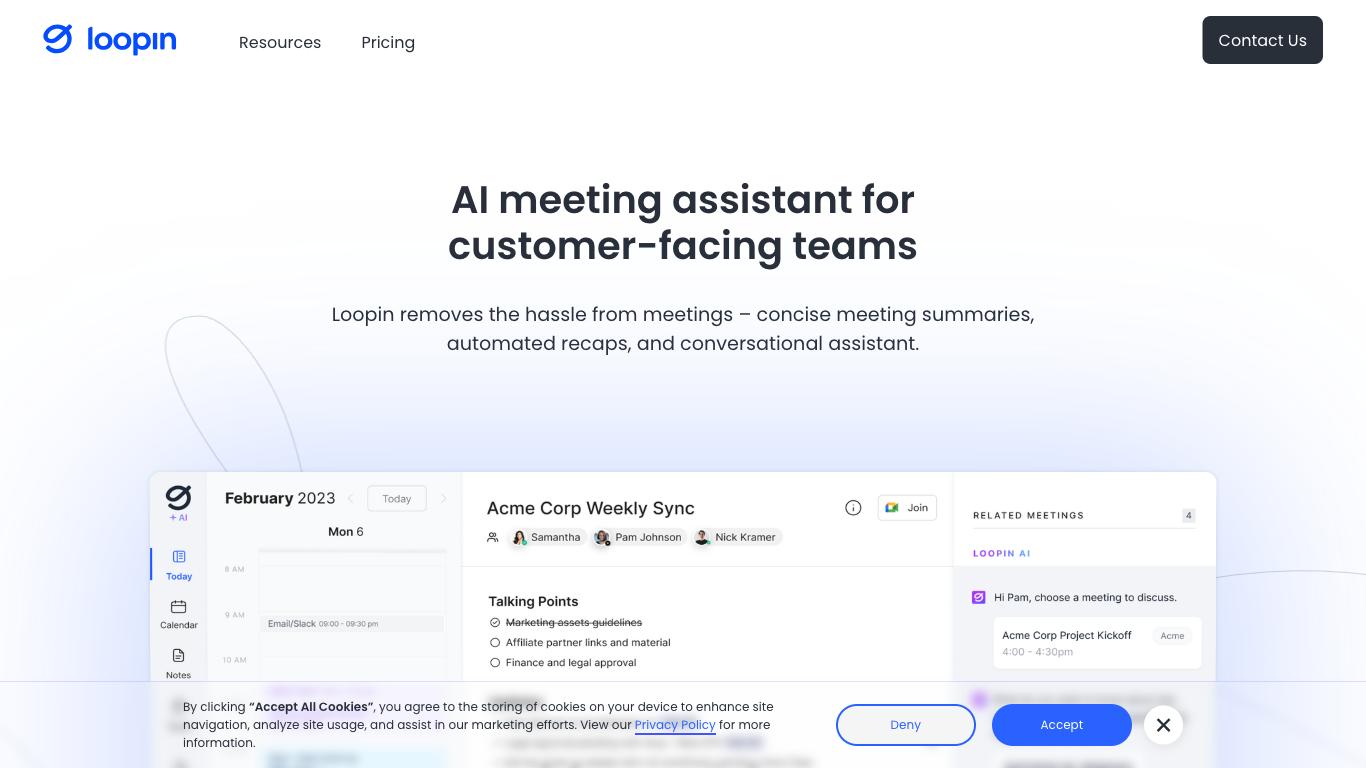 loopin
Resources
Pricing
Contact Us
AI meeting assistant for
customer-facing teams
Loopin removes the hassle from meetings – concise meeting summaries,
automated recaps, and conversational assistant.
+ AI
Today
Calendar
Notes
February 2023
Today
Mon 6
8 AM
9 AM
Email/Slack 09:00 - 09:30 pm
10 AM
Acme Corp Weekly Sync
Join
Samantha
Pam Johnson
Nick Kramer
Talking Points
Marketing assets guidelines
Affiliate partner links and material
Finance and legal approval
RELATED MEETINGS
4
LOOPIN AI
Hi Pam, choose a meeting to discuss.
Acme Corp Project Kickoff
Acme
4:00 - 4:30pm
By clicking “Accept All Cookies”, you agree to the storing of cookies on your device to enhance site
navigation, analyze site usage, and assist in our marketing efforts. View our Privacy Policy for more
information.
Deny
Accept